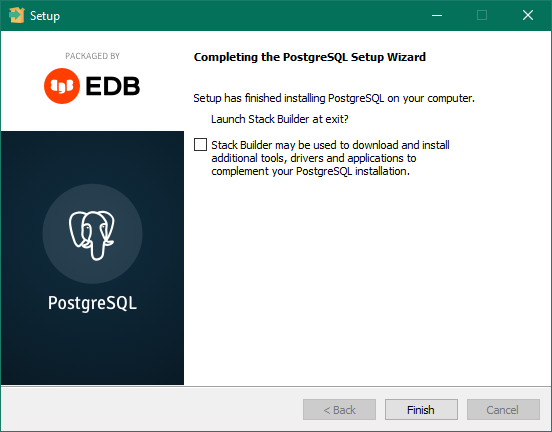 Setup
PACKAGED BY
EDB
PostgreSQL
Completing the PostgreSQL Setup Wizard
Setup has finished installing PostgreSQL on your computer.
Launch Stack Builder at exit?
Stack Builder may be used to download and install
additional tools, drivers and applications to
complement your PostgreSQL installation.
< Back
Finish
Cancel